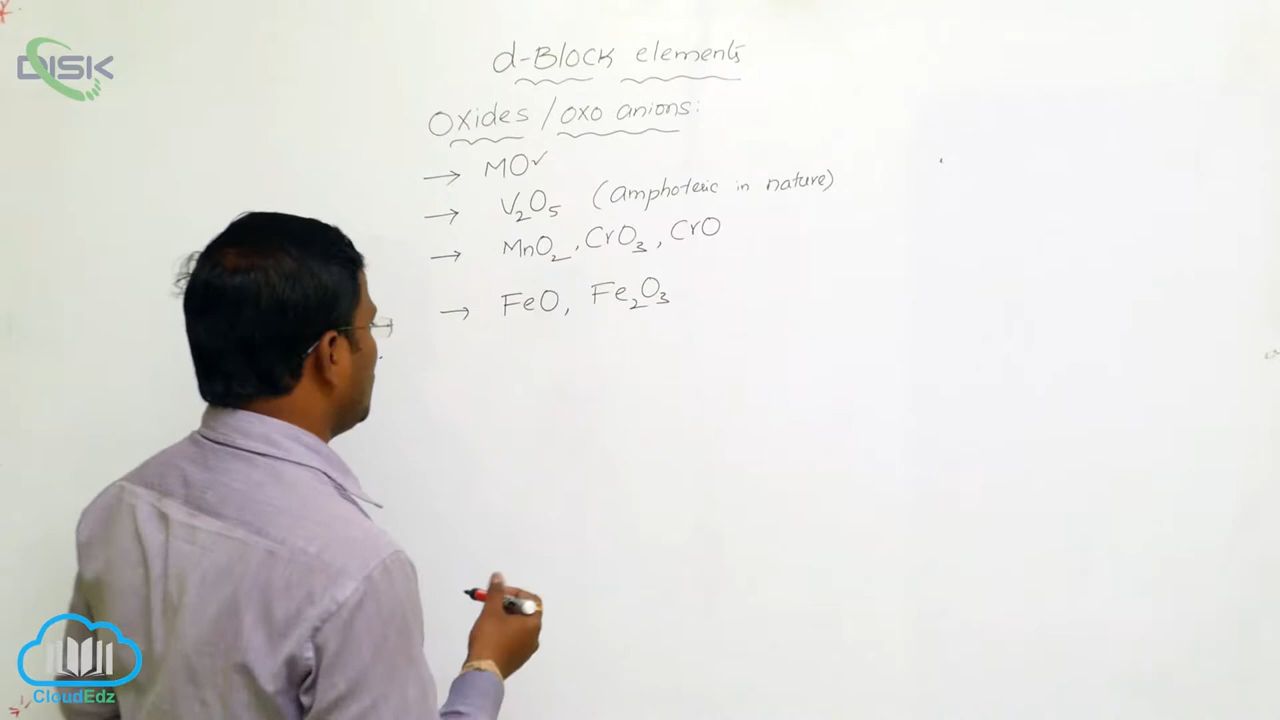 DISK
d-Block elements
Oxides / oxo anions:
→ MO✓
→ V₂O₅ (amphoteric in nature)
→ MnO₂, CrO₃, CrO
→ FeO, Fe₂O₃
CloudEdz